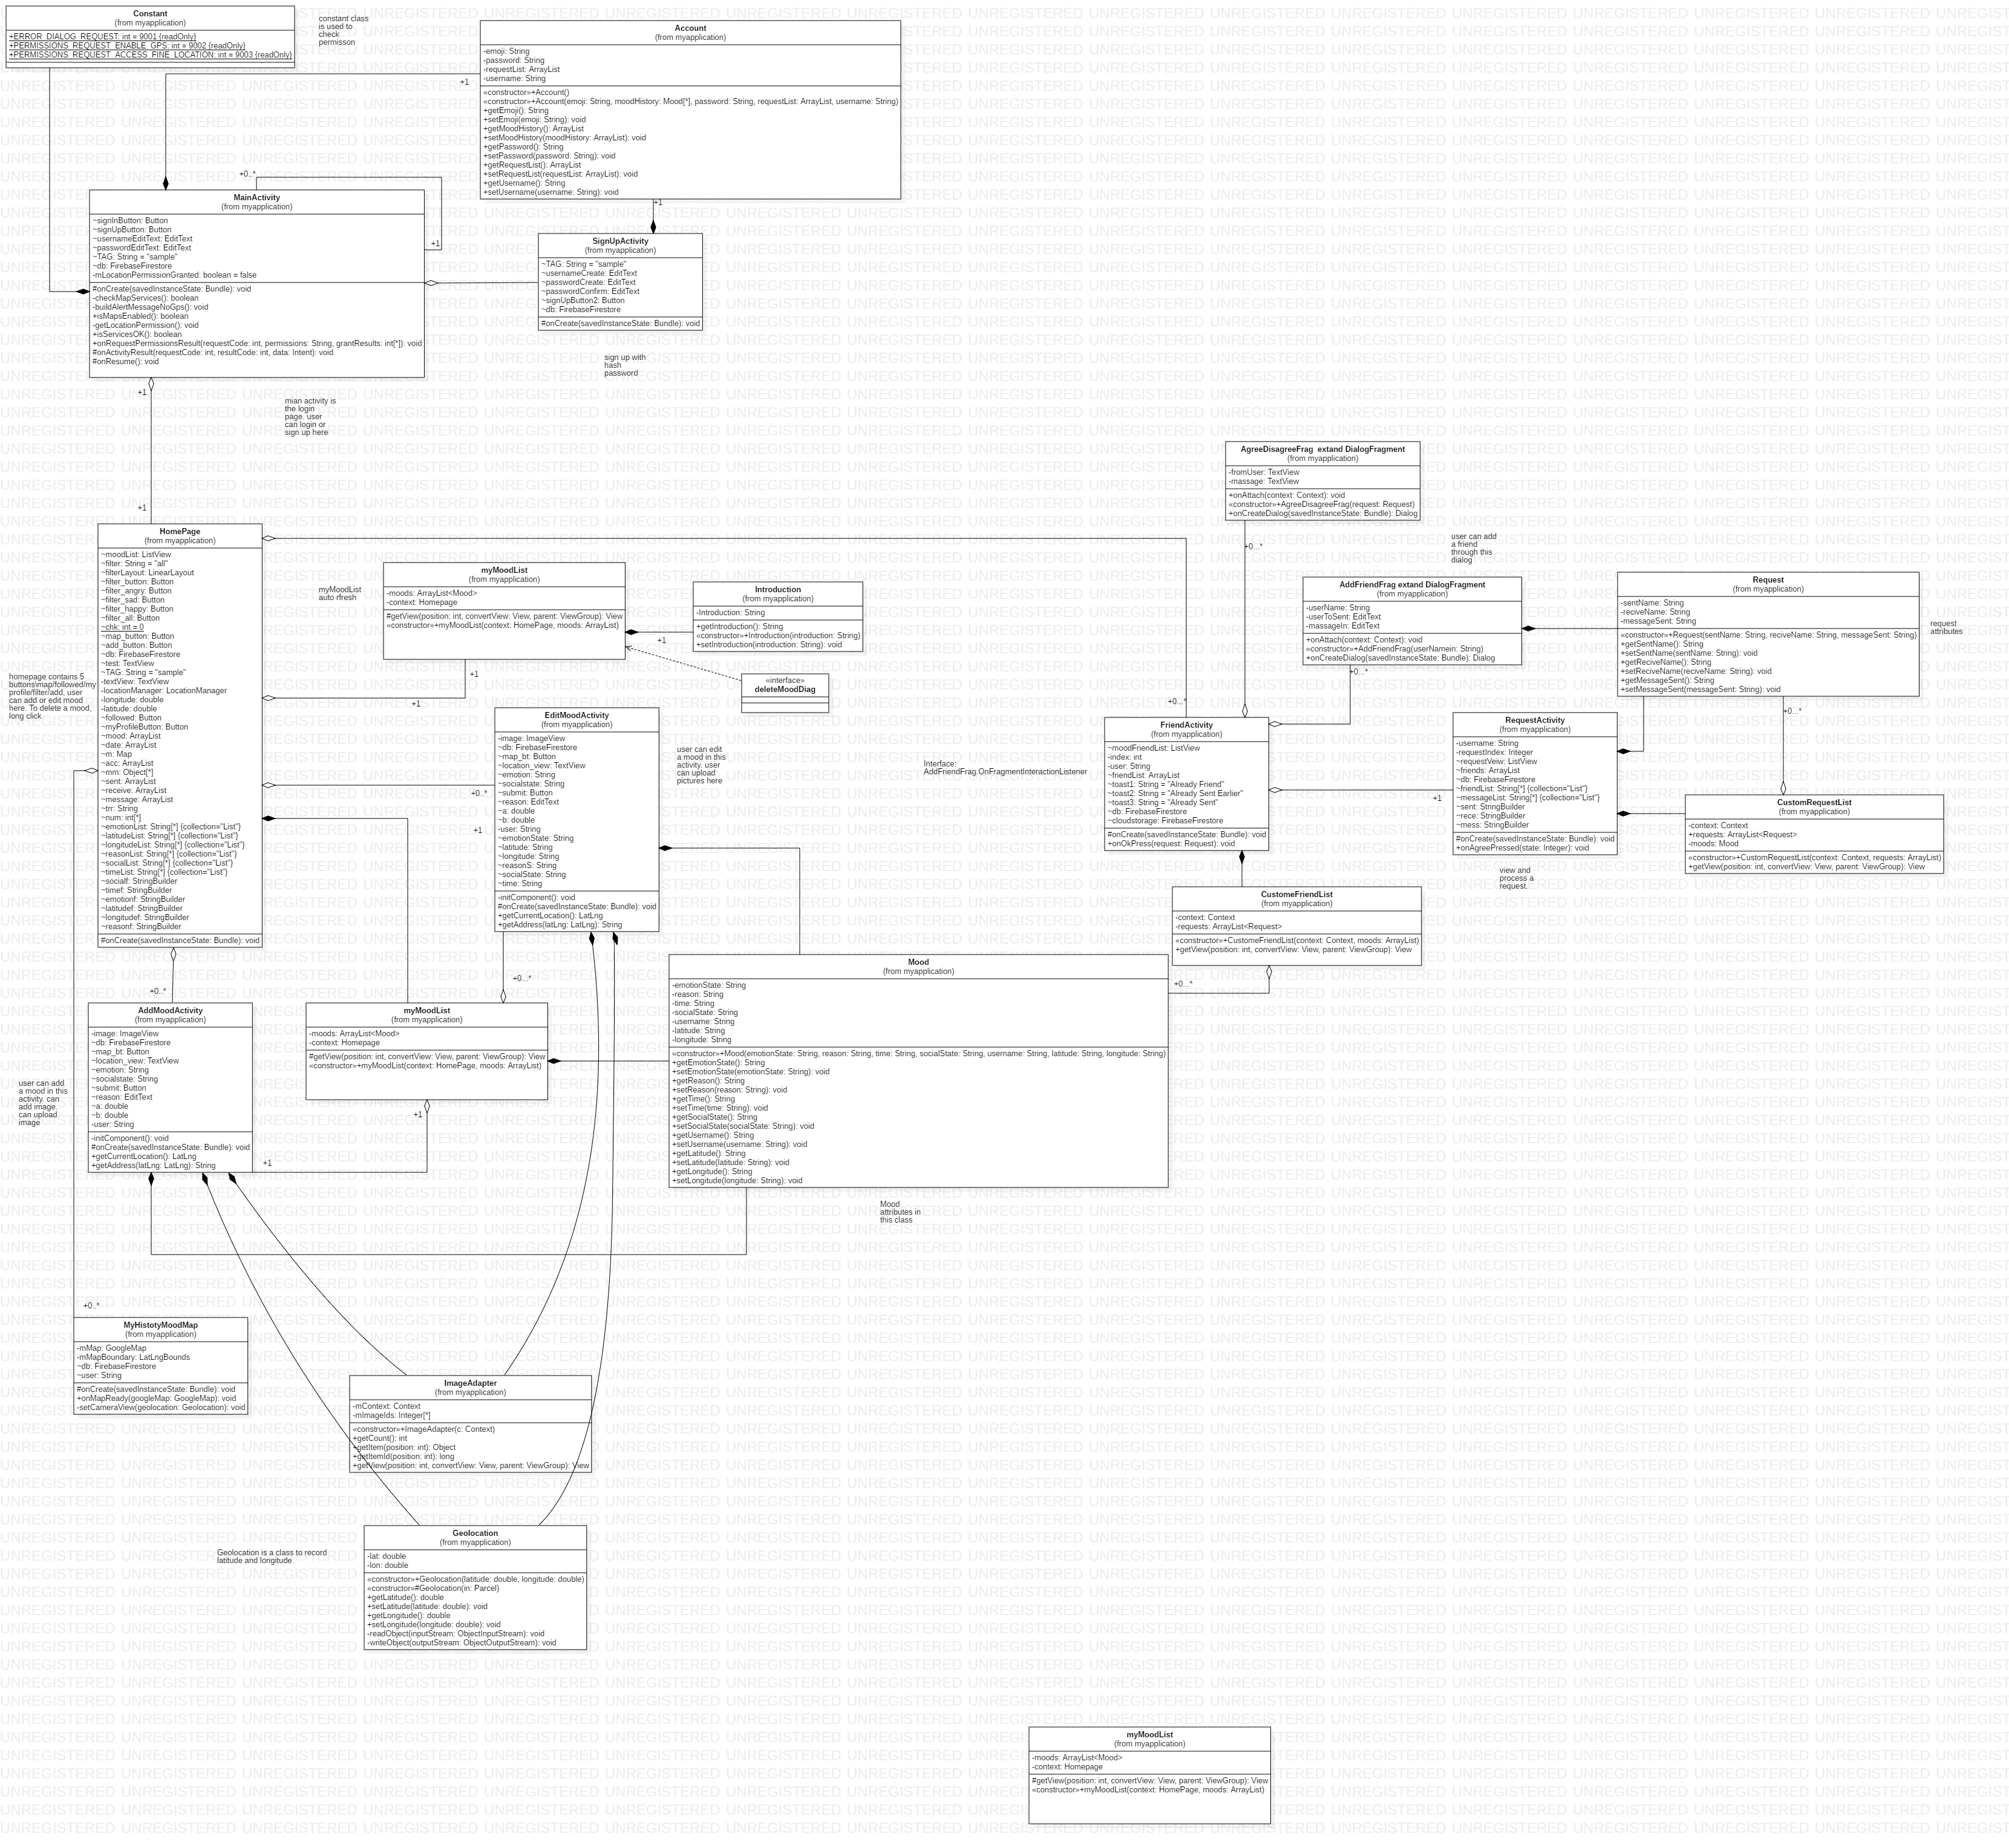 Constant
(from myapplication)
+ERROR_DIALOG_REQUEST: int = 9001 {readOnly}
+PERMISSIONS_REQUEST_ENABLE_GPS: int = 9002 {readOnly}
+PERMISSIONS_REQUEST_ACCESS_FINE_LOCATION: int = 9003 {readOnly}
constant class
is used to
check
permisson
Account
(from myapplication)
-emoji: String
-password: String
-requestList: ArrayList
-username: String
«constructor»+Account()
«constructor»+Account(emoji: String, moodHistory: Mood[*], password: String, requestList: ArrayList, username: String)
+getEmoji(): String
+setEmoji(emoji: String): void
+getMoodHistory(): ArrayList
+setMoodHistory(moodHistory: ArrayList): void
+getPassword(): String
+setPassword(password: String): void
+getRequestList(): ArrayList
+setRequestList(requestList: ArrayList): void
+getUsername(): String
+setUsername(username: String): void
+1
+0..*
+1
+1
MainActivity
(from myapplication)
~signInButton: Button
~signUpButton: Button
~usernameEditText: EditText
~passwordEditText: EditText
~TAG: String = "sample"
~db: FirebaseFirestore
-mLocationPermissionGranted: boolean = false
#onCreate(savedInstanceState: Bundle): void
-checkMapServices(): boolean
-buildAlertMessageNoGps(): void
+isMapsEnabled(): boolean
-getLocationPermission(): void
+isServicesOK(): boolean
+onRequestPermissionsResult(requestCode: int, permissions: String, grantResults: int[*]): void
#onActivityResult(requestCode: int, resultCode: int, data: Intent): void
#onResume(): void
SignUpActivity
(from myapplication)
~TAG: String = "sample"
~usernameCreate: EditText
~passwordCreate: EditText
~passwordConfirm: EditText
~signUpButton2: Button
~db: FirebaseFirestore
#onCreate(savedInstanceState: Bundle): void
sign up with
hash
password
+1
mian activity is
the login
page. user
can login or
sign up here
+1
AgreeDisagreeFrag  extand DialogFragment
(from myapplication)
-fromUser: TextView
-massage: TextView
+onAttach(context: Context): void
«constructor»+AgreeDisagreeFrag(request: Request)
+onCreateDialog(savedInstanceState: Bundle): Dialog
+0...*
user can add
a friend
through this
dialog
HomePage
(from myapplication)
~moodList: ListView
~filter: String = "all"
~filterLayout: LinearLayout
~filter_button: Button
~filter_angry: Button
~filter_sad: Button
~filter_happy: Button
~filter_all: Button
~chk: int = 0
~map_button: Button
~add_button: Button
~db: FirebaseFirestore
~test: TextView
~TAG: String = "sample"
-textView: TextView
-locationManager: LocationManager
-longitude: double
-latitude: double
~followed: Button
~myProfileButton: Button
~mood: ArrayList
~date: ArrayList
~m: Map
~acc: ArrayList
~mm: Object[*]
~sent: ArrayList
~receive: ArrayList
~message: ArrayList
~trr: String
~num: int[*]
~emotionList: String[*] {collection="List"}
~latitudeList: String[*] {collection="List"}
~longitudeList: String[*] {collection="List"}
~reasonList: String[*] {collection="List"}
~socialList: String[*] {collection="List"}
~timeList: String[*] {collection="List"}
~socialf: StringBuilder
~timef: StringBuilder
~emotionf: StringBuilder
~latitudef: StringBuilder
~longitudef: StringBuilder
~reasonf: StringBuilder
#onCreate(savedInstanceState: Bundle): void
homepage contains 5
buttons\map/followed/my
profile/filter/add, user
can add or edit mood
here. To delete a mood,
long click
myMoodList
auto rfresh
myMoodList
(from myapplication)
-moods: ArrayList<Mood>
-context: Homepage
#getView(position: int, convertView: View, parent: ViewGroup): View
«constructor»+myMoodList(context: HomePage, moods: ArrayList)
+1
+1
+1
Introduction
(from myapplication)
-Introduction: String
+getIntroduction(): String
«constructor»+Introduction(introduction: String)
+setIntroduction(introduction: String): void
«interface»
deleteMoodDiag
AddFriendFrag extand DialogFragment
(from myapplication)
-userName: String
-userToSent: EditText
-massageIn: EditText
+onAttach(context: Context): void
«constructor»+AddFriendFrag(userNamein: String)
+onCreateDialog(savedInstanceState: Bundle): Dialog
+0...*
Request
(from myapplication)
-sentName: String
-reciveName: String
-messageSent: String
«constructor»+Request(sentName: String, reciveName: String, messageSent: String)
+getSentName(): String
+setSentName(sentName: String): void
+getReciveName(): String
+setReciveName(reciveName: String): void
+getMessageSent(): String
+setMessageSent(messageSent: String): void
request
attributes
+0...*
EditMoodActivity
(from myapplication)
-image: ImageView
~db: FirebaseFirestore
~map_bt: Button
~location_view: TextView
~emotion: String
~socialstate: String
~submit: Button
~reason: EditText
~a: double
~b: double
-user: String
~emotionState: String
~latitude: String
~longitude: String
~reasonS: String
~socialState: String
~time: String
-initComponent(): void
#onCreate(savedInstanceState: Bundle): void
+getCurrentLocation(): LatLng
+getAddress(latLng: LatLng): String
+0..*
+1
user can edit
a mood in this
activity. user
can upload
pictures here
Interface:
AddFriendFrag.OnFragmentInteractionListener
+0...*
FriendActivity
(from myapplication)
~moodFriendList: ListView
-index: int
-user: String
~friendList: ArrayList
~toast1: String = "Already Friend"
~toast2: String = "Already Sent Earlier"
~toast3: String = "Already Sent"
~db: FirebaseFirestore
~cloudstorage: FirebaseFirestore
#onCreate(savedInstanceState: Bundle): void
+onOkPress(request: Request): void
+1
RequestActivity
(from myapplication)
-username: String
-requestIndex: Integer
~requestVeiw: ListView
~friends: ArrayList
~db: FirebaseFirestore
~friendList: String[*] {collection="List"}
~messageList: String[*] {collection="List"}
~sent: StringBuilder
~rece: StringBuilder
~mess: StringBuilder
#onCreate(savedInstanceState: Bundle): void
+onAgreePressed(state: Integer): void
view and
process a
request.
CustomRequestList
(from myapplication)
-context: Context
+requests: ArrayList<Request>
-moods: Mood
«constructor»+CustomRequestList(context: Context, requests: ArrayList)
+getView(position: int, convertView: View, parent: ViewGroup): View
CustomeFriendList
(from myapplication)
-context: Context
-requests: ArrayList<Request>
«constructor»+CustomeFriendList(context: Context, moods: ArrayList)
+getView(position: int, convertView: View, parent: ViewGroup): View
+0...*
Mood
(from myapplication)
-emotionState: String
-reason: String
-time: String
-socialState: String
-username: String
-latitude: String
-longitude: String
«constructor»+Mood(emotionState: String, reason: String, time: String, socialState: String, username: String, latitude: String, longitude: String)
+getEmotionState(): String
+setEmotionState(emotionState: String): void
+getReason(): String
+setReason(reason: String): void
+getTime(): String
+setTime(time: String): void
+getSocialState(): String
+setSocialState(socialState: String): void
+getUsername(): String
+setUsername(username: String): void
+getLatitude(): String
+setLatitude(latitude: String): void
+getLongitude(): String
+setLongitude(longitude: String): void
Mood
attributes in
this class
+0...*
+0..*
AddMoodActivity
(from myapplication)
-image: ImageView
~db: FirebaseFirestore
~map_bt: Button
~location_view: TextView
~emotion: String
~socialstate: String
~submit: Button
~reason: EditText
~a: double
~b: double
-user: String
-initComponent(): void
#onCreate(savedInstanceState: Bundle): void
+getCurrentLocation(): LatLng
+getAddress(latLng: LatLng): String
user can add
a mood in this
activity. can
add image.
can upload
image
myMoodList
(from myapplication)
-moods: ArrayList<Mood>
-context: Homepage
#getView(position: int, convertView: View, parent: ViewGroup): View
«constructor»+myMoodList(context: HomePage, moods: ArrayList)
+1
+1
+0..*
MyHistotyMoodMap
(from myapplication)
-mMap: GoogleMap
-mMapBoundary: LatLngBounds
~db: FirebaseFirestore
~user: String
#onCreate(savedInstanceState: Bundle): void
+onMapReady(googleMap: GoogleMap): void
-setCameraView(geolocation: Geolocation): void
ImageAdapter
(from myapplication)
-mContext: Context
-mImageIds: Integer[*]
«constructor»+ImageAdapter(c: Context)
+getCount(): int
+getItem(position: int): Object
+getItemId(position: int): long
+getView(position: int, convertView: View, parent: ViewGroup): View
Geolocation is a class to record
latitude and longitude.
Geolocation
(from myapplication)
-lat: double
-lon: double
«constructor»+Geolocation(latitude: double, longitude: double)
«constructor»#Geolocation(in: Parcel)
+getLatitude(): double
+setLatitude(latitude: double): void
+getLongitude(): double
+setLongitude(longitude: double): void
-readObject(inputStream: ObjectInputStream): void
-writeObject(outputStream: ObjectOutputStream): void
myMoodList
(from myapplication)
-moods: ArrayList<Mood>
-context: Homepage
#getView(position: int, convertView: View, parent: ViewGroup): View
«constructor»+myMoodList(context: HomePage, moods: ArrayList)